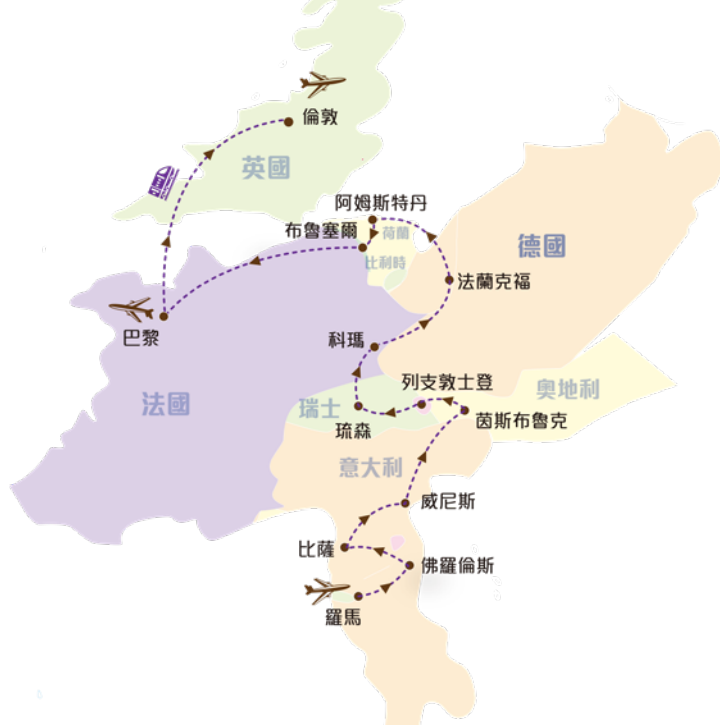 倫敦
英國
阿姆斯特丹
布魯塞爾
荷蘭
德國
比利時
法蘭克福
巴黎
科瑪
列支敦士登
奧地利
法國
瑞士
茵斯布魯克
琉森
意大利
威尼斯
比薩
佛羅倫斯
羅馬